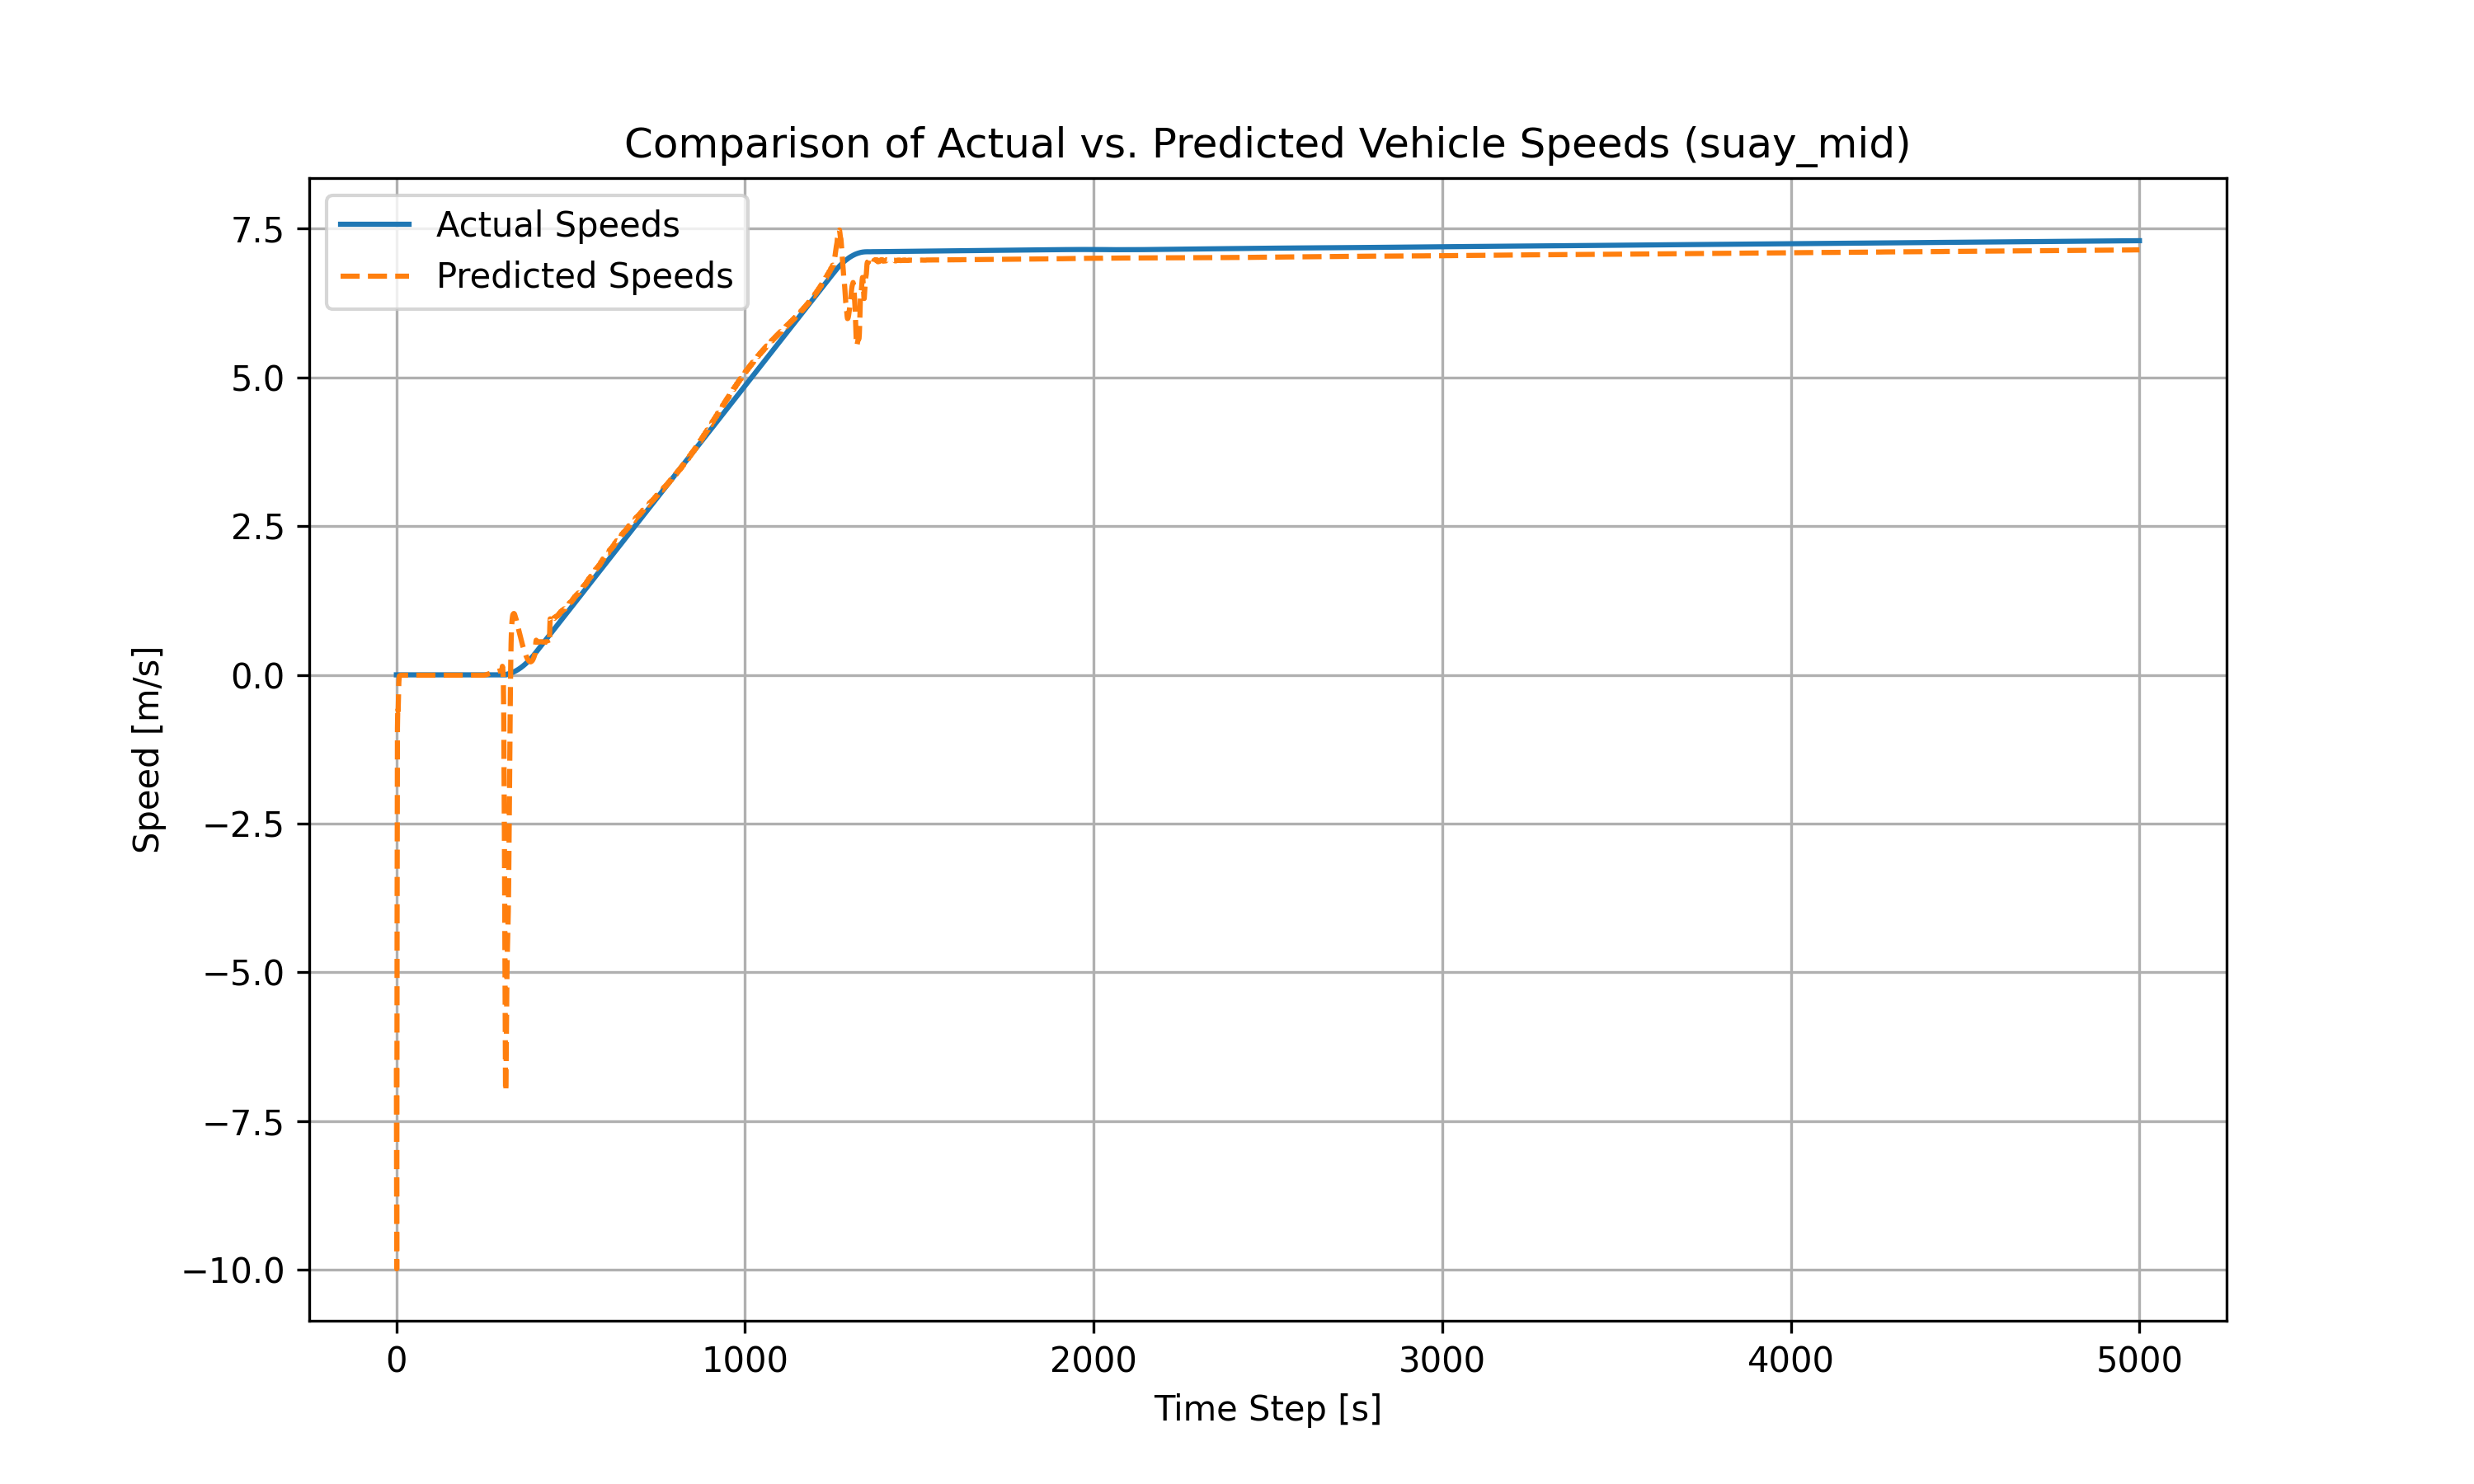 Comparison of Actual vs. Predicted Vehicle Speeds (suay_mid)
Actual Speeds
Predicted Speeds
7.5
5.0
2.5
0.0
−2.5
−5.0
−7.5
−10.0
Speed [m/s]
0 1000 2000 3000 4000 5000
Time Step [s]